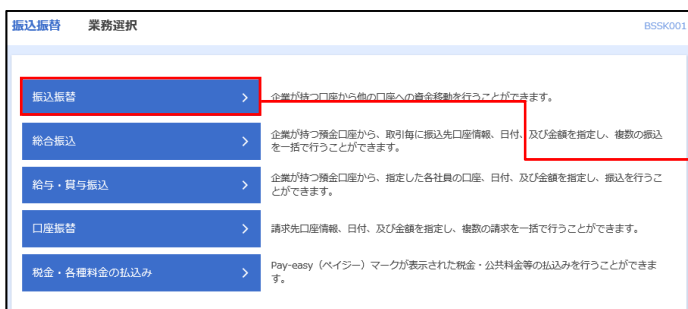 振込振替 業務選択 BSSK001
振込振替
企業が持つ口座から他の口座への資金移動を行うことができます。
総合振込
企業が持つ預金口座から、取引毎に振込先口座情報、日付、及び金額を指定し、複数の振込
を一括で行うことができます。
給与・賞与振込
企業が持つ預金口座から、指定した各社員の口座、日付、及び金額を指定し、振込を行うこ
とができます。
口座振替
請求先口座情報、日付、及び金額を指定し、複数の請求を一括で行うことができます。
税金・各種料金の払込み
Pay-easy（ペイジー）マークが表示された税金・公共料金等の払込みを行うことができま
す。